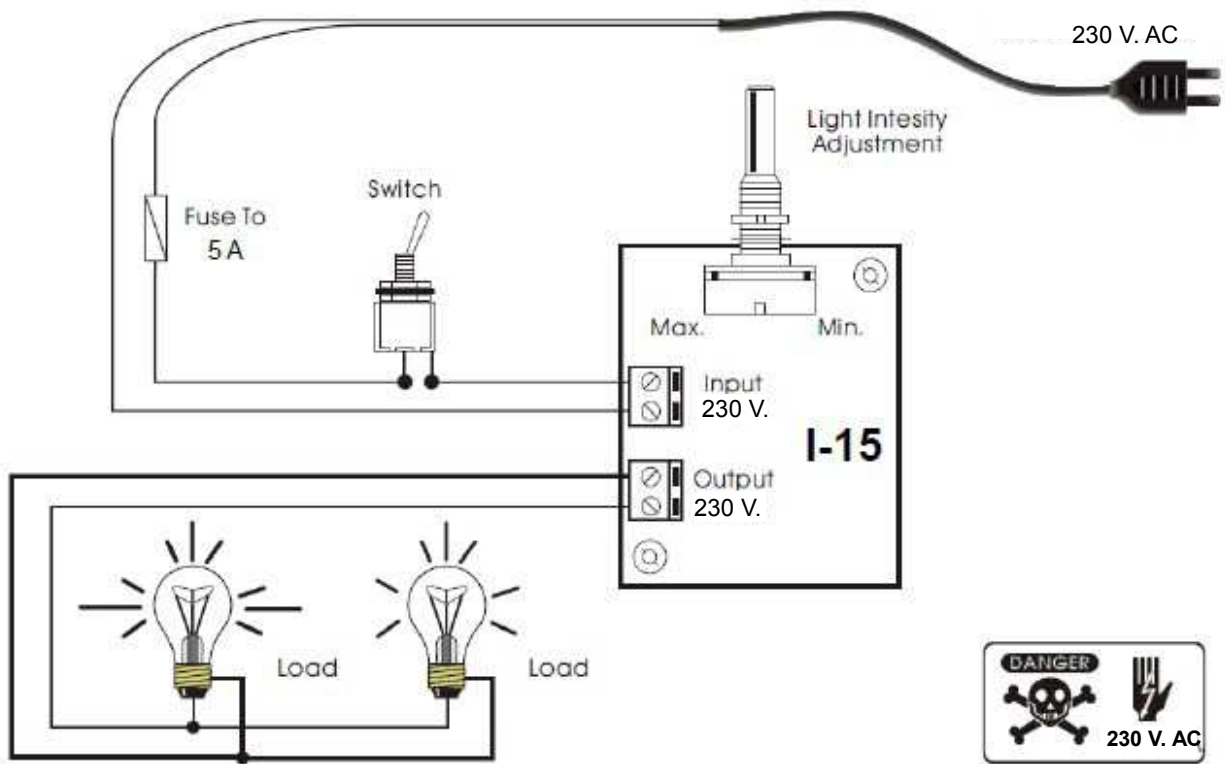 230 V. AC
Light Intesity
Adjustment
Switch
Fuse To
5 A
Max.
Min.
Input
230 V.
I-15
Output
230 V.
Load
Load
DANGER
230 V. AC